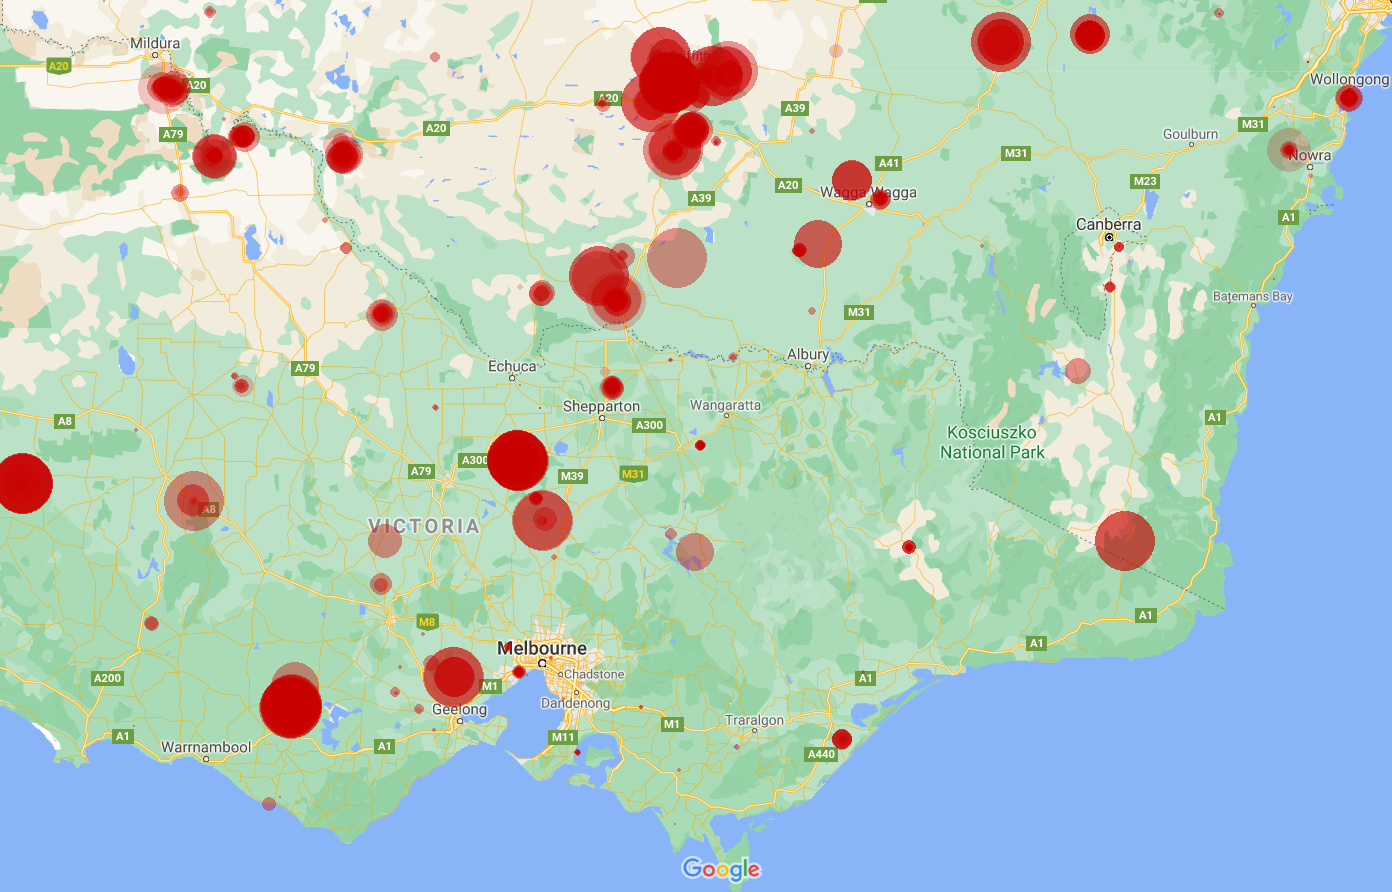 Mildura
A20
A20
A79
A20
A20
A39
A39
A20
A41
Wagga Wagga
M31
M23
Goulburn
M31
Wollongong
Nowra
A1
Canberra
Batemans Bay
M31
Albury
Echuca
A79
A8
Shepparton
A300
Wangaratta
Kosciuszko
National Park
A1
A300
A79
M39
M31
A8
VICTORIA
M8
Melbourne
Chadstone
Dandenong
M1
Geelong
A200
A1
Warrnambool
A1
M11
M1
Traralgon
A440
A1
A1
A1
Google